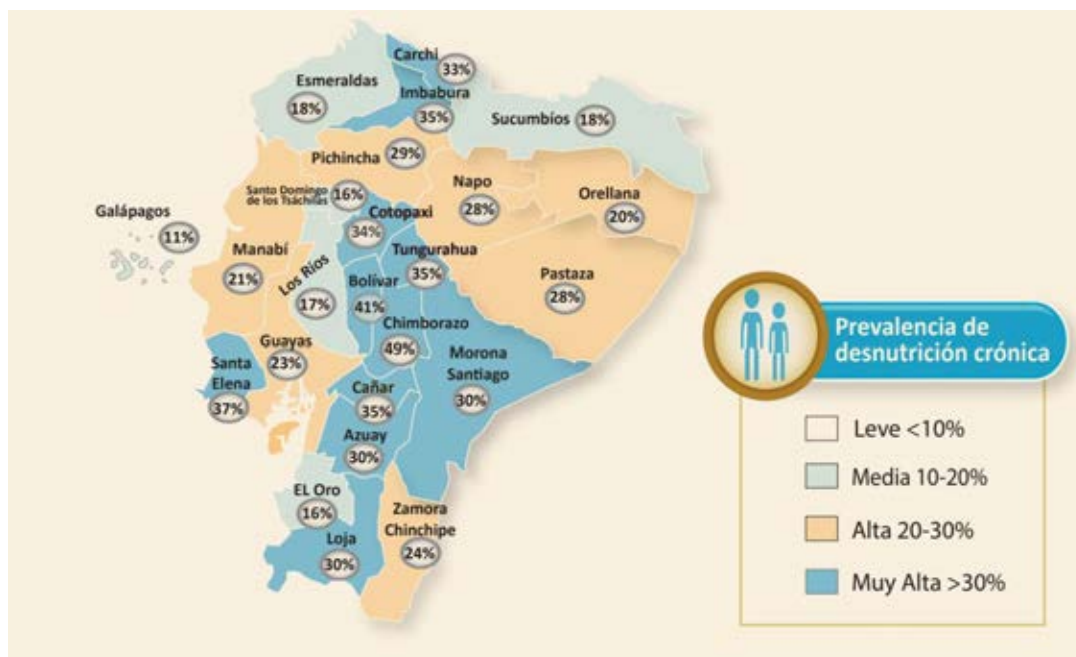 Carchi
33%
Esmeraldas
18%
Imbabura
35%
Sucumbíos
18%
Pichincha
29%
Santo Domingo
de los Tsáchilas
16%
Napo
28%
Orellana
20%
Galápagos
11%
Cotopaxi
34%
Manabí
21%
Los Ríos
17%
Tungurahua
35%
Bolívar
41%
Pastaza
28%
Chimborazo
49%
Guayas
23%
Santa
Elena
37%
Morona
Santiago
30%
Cañar
35%
Azuay
30%
EL Oro
16%
Zamora
Chinchipe
24%
Loja
30%
Prevalencia de
desnutrición crónica
Leve <10%
Media 10-20%
Alta 20-30%
Muy Alta >30%